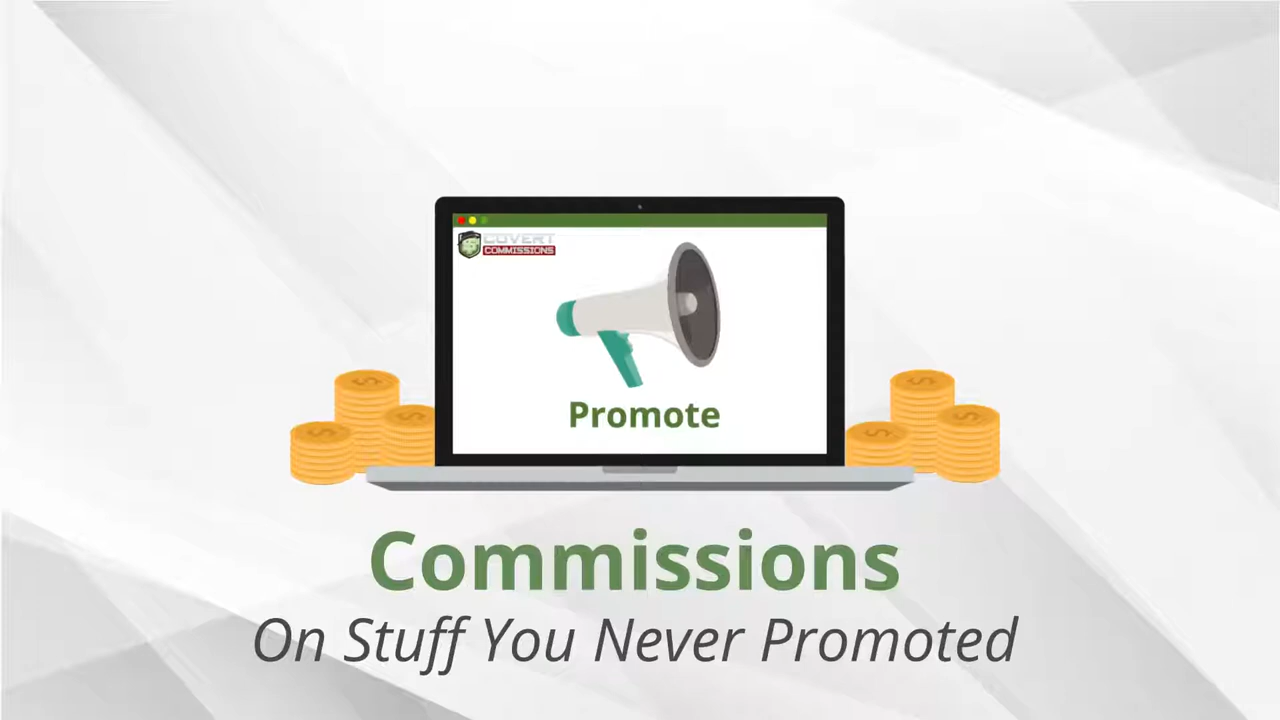 COVERT
COMMISSIONS
Promote
Commissions
On Stuff You Never Promoted